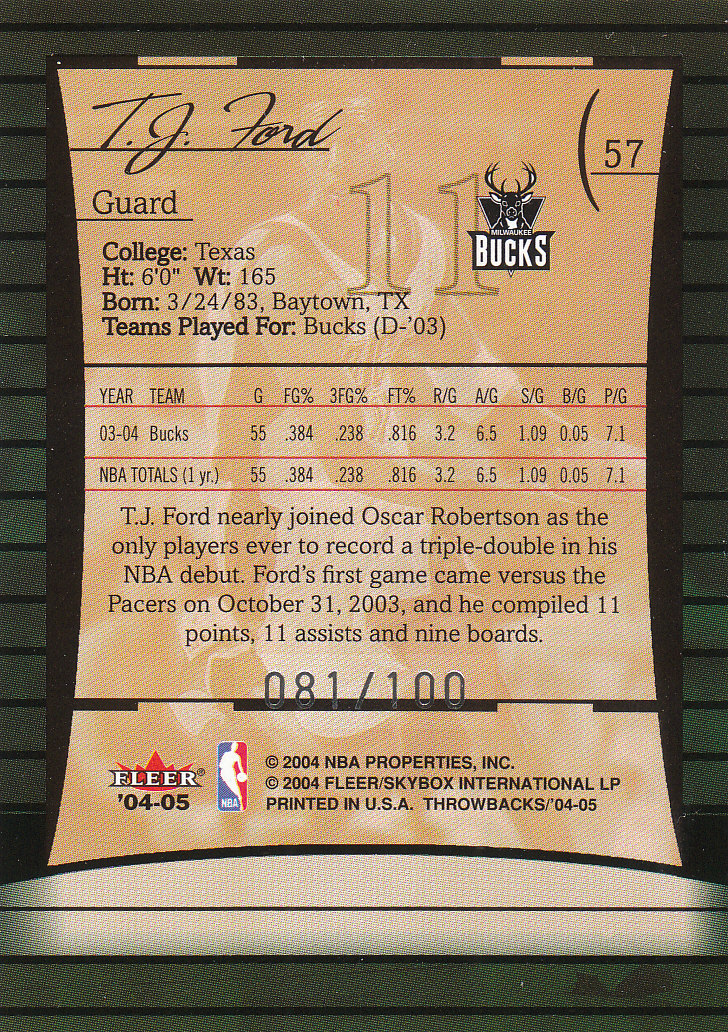 T.J. Ford
57
Guard
11
MILWAUKEE
BUCKS
College: Texas
Ht: 6'0" Wt: 165
Born: 3/24/83, Baytown, TX
Teams Played For: Bucks (D-'03)
YEAR TEAM G FG% 3FG% FT% R/G A/G S/G B/G P/G
03-04 Bucks 55 .384 .238 .816 3.2 6.5 1.09 0.05 7.1
NBA TOTALS (1 yr.) 55 .384 .238 .816 3.2 6.5 1.09 0.05 7.1
T.J. Ford nearly joined Oscar Robertson as the
only players ever to record a triple-double in his
NBA debut. Ford's first game came versus the
Pacers on October 31, 2003, and he compiled 11
points, 11 assists and nine boards.
081/100
FLEER®
'04-05
NBA
© 2004 NBA PROPERTIES, INC.
© 2004 FLEER/SKYBOX INTERNATIONAL LP
PRINTED IN U.S.A. THROWBACKS/'04-05